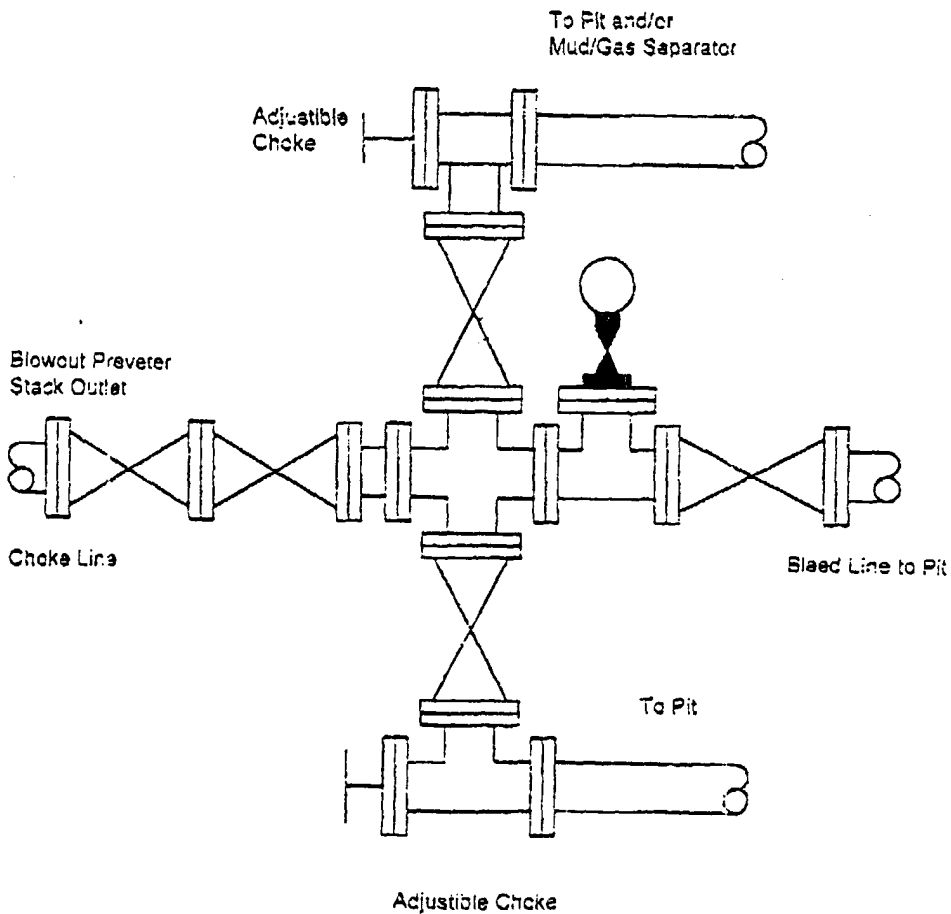 To Pit and/or
Mud/Gas Separator
Adjustible
Choke
Blowout Preveter
Stack Outlet
Choke Line
Bleed Line to Pit
To Pit
Adjustible Choke